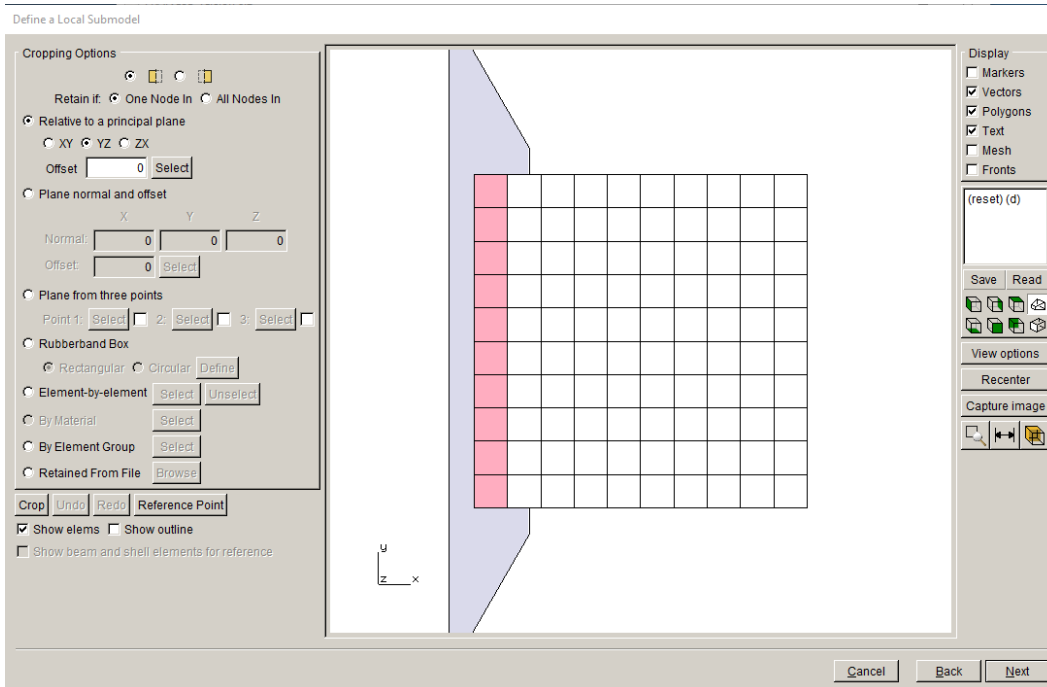 Define a Local Submodel
Cropping Options
Retain if: One Node In All Nodes In
Relative to a principal plane
XY YZ ZX
Offset 0 Select
Plane normal and offset
X Y Z
Normal: 0 0 0
Offset: 0 Select
Plane from three points
Point 1: Select 2: Select 3: Select
Rubberband Box
Rectangular Circular Define
Element-by-element Select Unselect
By Material Select
By Element Group Select
Retained From File Browse
Crop Undo Redo Reference Point
Show elems Show outline
Show beam and shell elements for reference
y
z x
Display
Markers
Vectors
Polygons
Text
Mesh
Fronts
(reset) (d)
Save Read
View options
Recenter
Capture image
Cancel Back Next